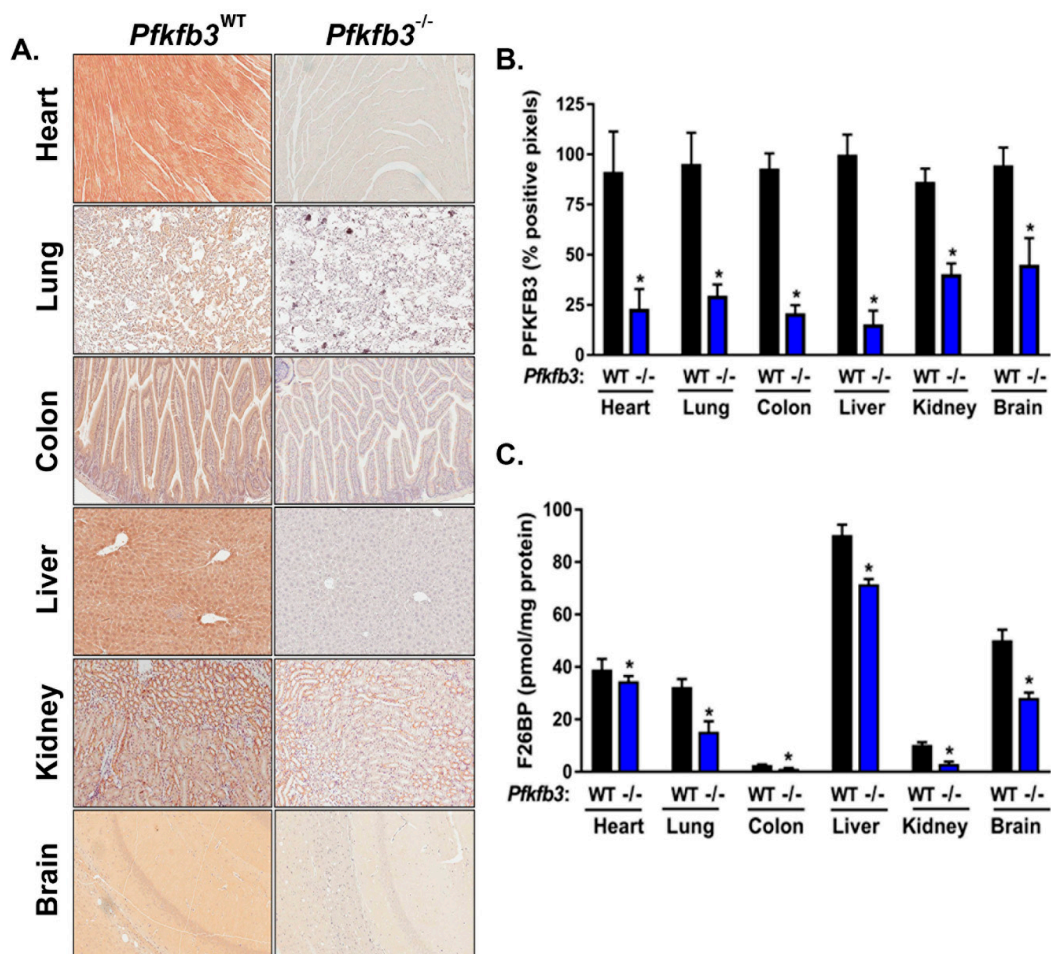 Pfkfb3WT Pfkfb3-/-
A.
Heart
Lung
Colon
Liver
Kidney
Brain
B.
PFKFB3 (% positive pixels)
125
100
75
50
25
0
* * * * * *
Pfkfb3: WT -/- WT -/- WT -/- WT -/- WT -/- WT -/-
Heart Lung Colon Liver Kidney Brain
C.
F26BP (pmol/mg protein)
100
80
60
40
20
0
* * * * * *
Pfkfb3: WT -/- WT -/- WT -/- WT -/- WT -/- WT -/-
Heart Lung Colon Liver Kidney Brain